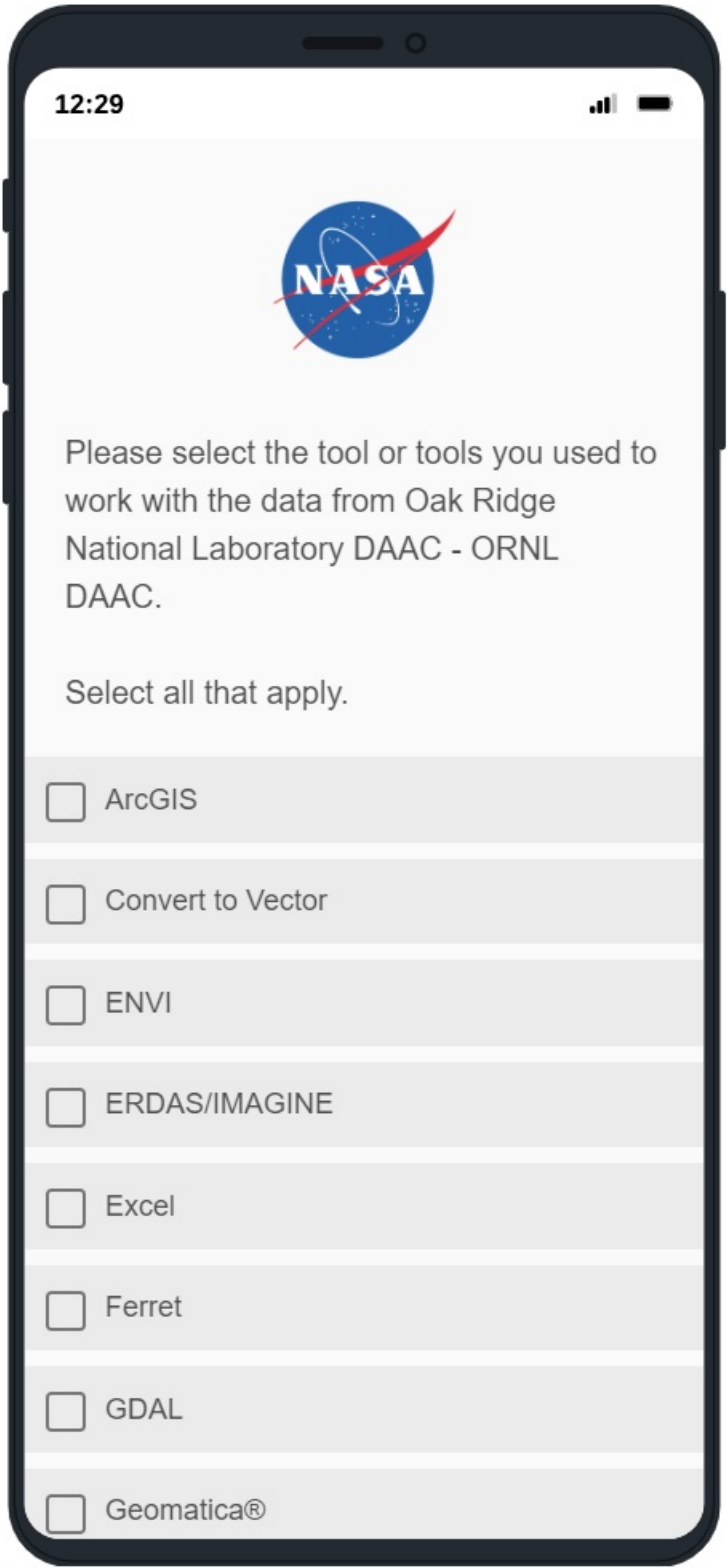 12:29
NASA
Please select the tool or tools you used to
work with the data from Oak Ridge
National Laboratory DAAC - ORNL
DAAC.
Select all that apply.
ArcGIS
Convert to Vector
ENVI
ERDAS/IMAGINE
Excel
Ferret
GDAL
Geomatica®